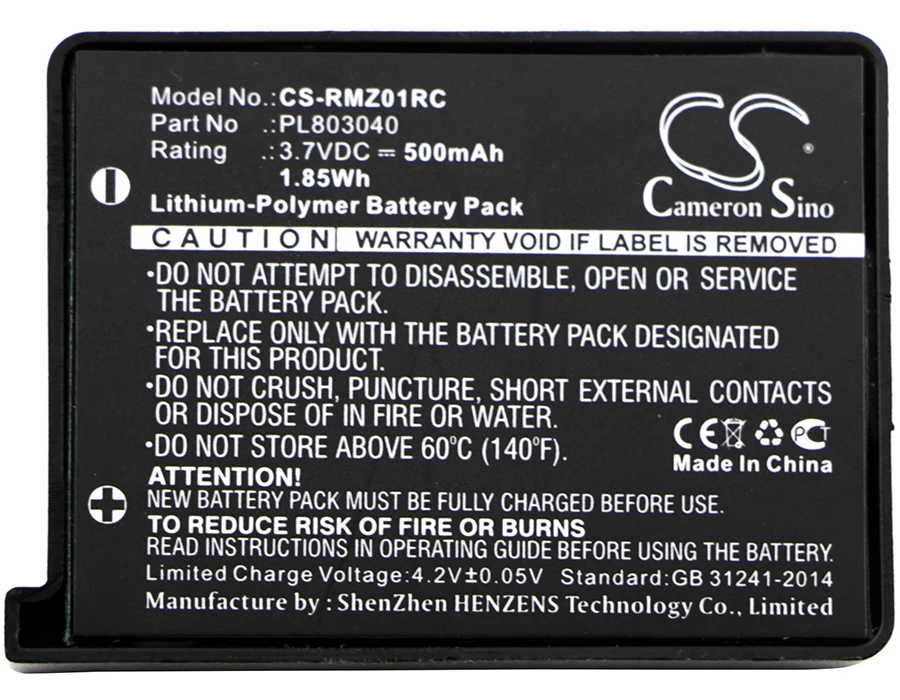 Model No.:CS-RMZ01RC
Part No .:PL803040
Rating .:3.7VDC ⎓ 500mAh
1.85Wh
Lithium-Polymer Battery Pack
CS
®
Cameron Sino
CAUTION WARRANTY VOID IF LABEL IS REMOVED
•DO NOT ATTEMPT TO DISASSEMBLE, OPEN OR SERVICE
THE BATTERY PACK.
•REPLACE ONLY WITH THE BATTERY PACK DESIGNATED
FOR THIS PRODUCT.
•DO NOT CRUSH, PUNCTURE, SHORT EXTERNAL CONTACTS
OR DISPOSE OF IN FIRE OR WATER.
•DO NOT STORE ABOVE 60°C (140°F).
CE PCT
Made In China
ATTENTION!
NEW BATTERY PACK MUST BE FULLY CHARGED BEFORE USE.
TO REDUCE RISK OF FIRE OR BURNS
READ INSTRUCTIONS IN OPERATING GUIDE BEFORE USING THE BATTERY.
Limited Charge Voltage:4.2V±0.05V Standard:GB 31241-2014
Manufacture by : ShenZhen HENZENS Technology Co., Limited